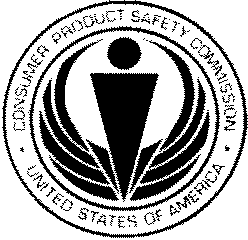 CONSUMER PRODUCT SAFETY COMMISSION
UNITED STATES OF AMERICA